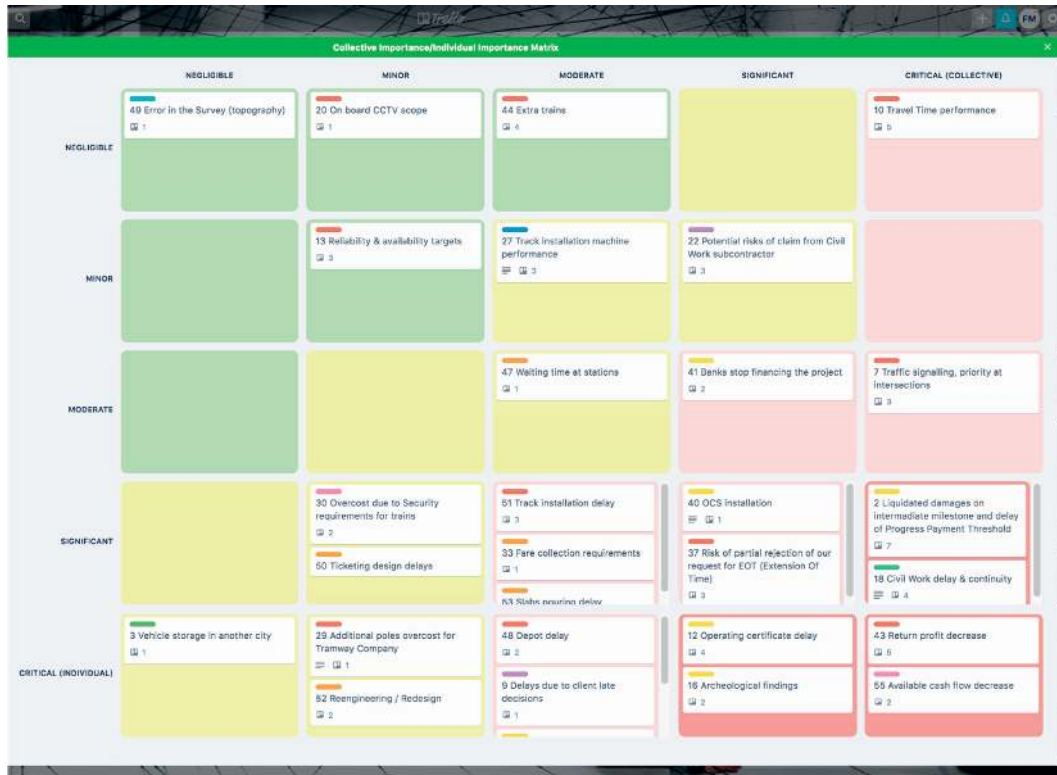 Trello
FM
Collective Importance/Individual Importance Matrix
NEGLIGIBLE
MINOR
MODERATE
SIGNIFICANT
CRITICAL (COLLECTIVE)
NEGLIGIBLE
49 Error in the Survey (topography)
1
20 On board CCTV scope
1
44 Extra trains
4
10 Travel Time performance
5
MINOR
13 Reliability & availability targets
3
27 Track installation machine
performance
3
22 Potential risks of claim from Civil
Work subcontractor
3
MODERATE
47 Waiting time at stations
1
41 Banks stop financing the project
2
7 Traffic signalling, priority at
intersections
3
SIGNIFICANT
30 Overcost due to Security
requirements for trains
2
50 Ticketing design delays
51 Track installation delay
3
33 Fare collection requirements
1
53 Slabs pouring delay
40 OCS installation
1
37 Risk of partial rejection of our
request for EOT (Extension Of
Time)
3
2 Liquidated damages on
intermediate milestone and delay
of Progress Payment Threshold
7
18 Civil Work delay & continuity
4
CRITICAL (INDIVIDUAL)
3 Vehicle storage in another city
1
29 Additional poles overcost for
Tramway Company
1
52 Reengineering / Redesign
2
48 Depot delay
2
9 Delays due to client late
decisions
1
12 Operating certificate delay
4
16 Archeological findings
2
43 Return profit decrease
5
55 Available cash flow decrease
2